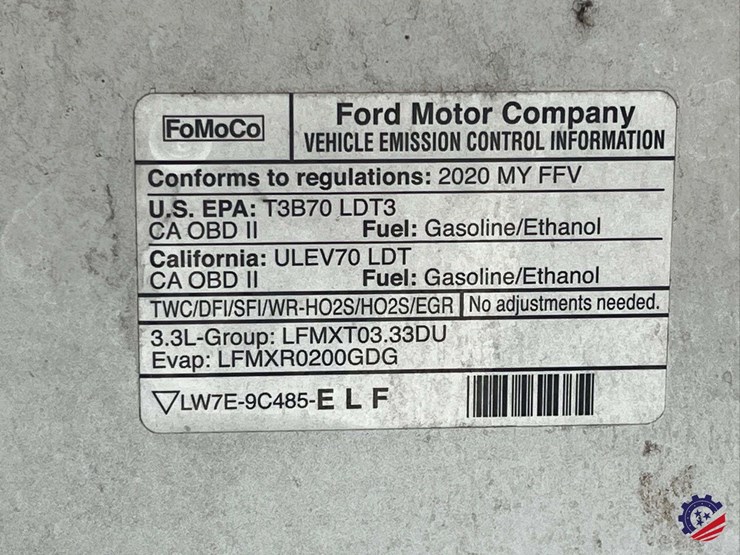 FoMoCo
Ford Motor Company
VEHICLE EMISSION CONTROL INFORMATION
Conforms to regulations: 2020 MY FFV
U.S. EPA: T3B70 LDT3
CA OBD II Fuel: Gasoline/Ethanol
California: ULEV70 LDT
CA OBD II Fuel: Gasoline/Ethanol
TWC/DFI/SFI/WR-HO2S/HO2S/EGR No adjustments needed.
3.3L-Group: LFMXT03.33DU
Evap: LFMXR0200GDG
▽LW7E-9C485-E L F